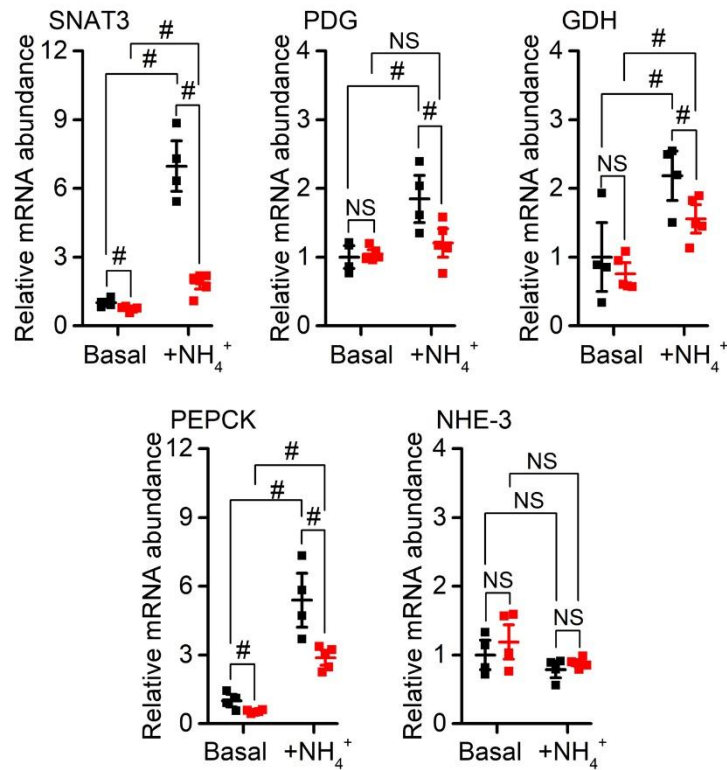 SNAT3
Relative mRNA abundance
12
9
6
3
0
#
#
#
#
Basal
+NH₄⁺
PDG
Relative mRNA abundance
4
3
2
1
0
NS
#
#
NS
Basal
+NH₄⁺
GDH
Relative mRNA abundance
4
3
2
1
0
#
#
#
NS
Basal
+NH₄⁺
PEPCK
Relative mRNA abundance
12
9
6
3
0
#
#
#
#
Basal
+NH₄⁺
NHE-3
Relative mRNA abundance
4
3
2
1
0
NS
NS
NS
NS
Basal
+NH₄⁺